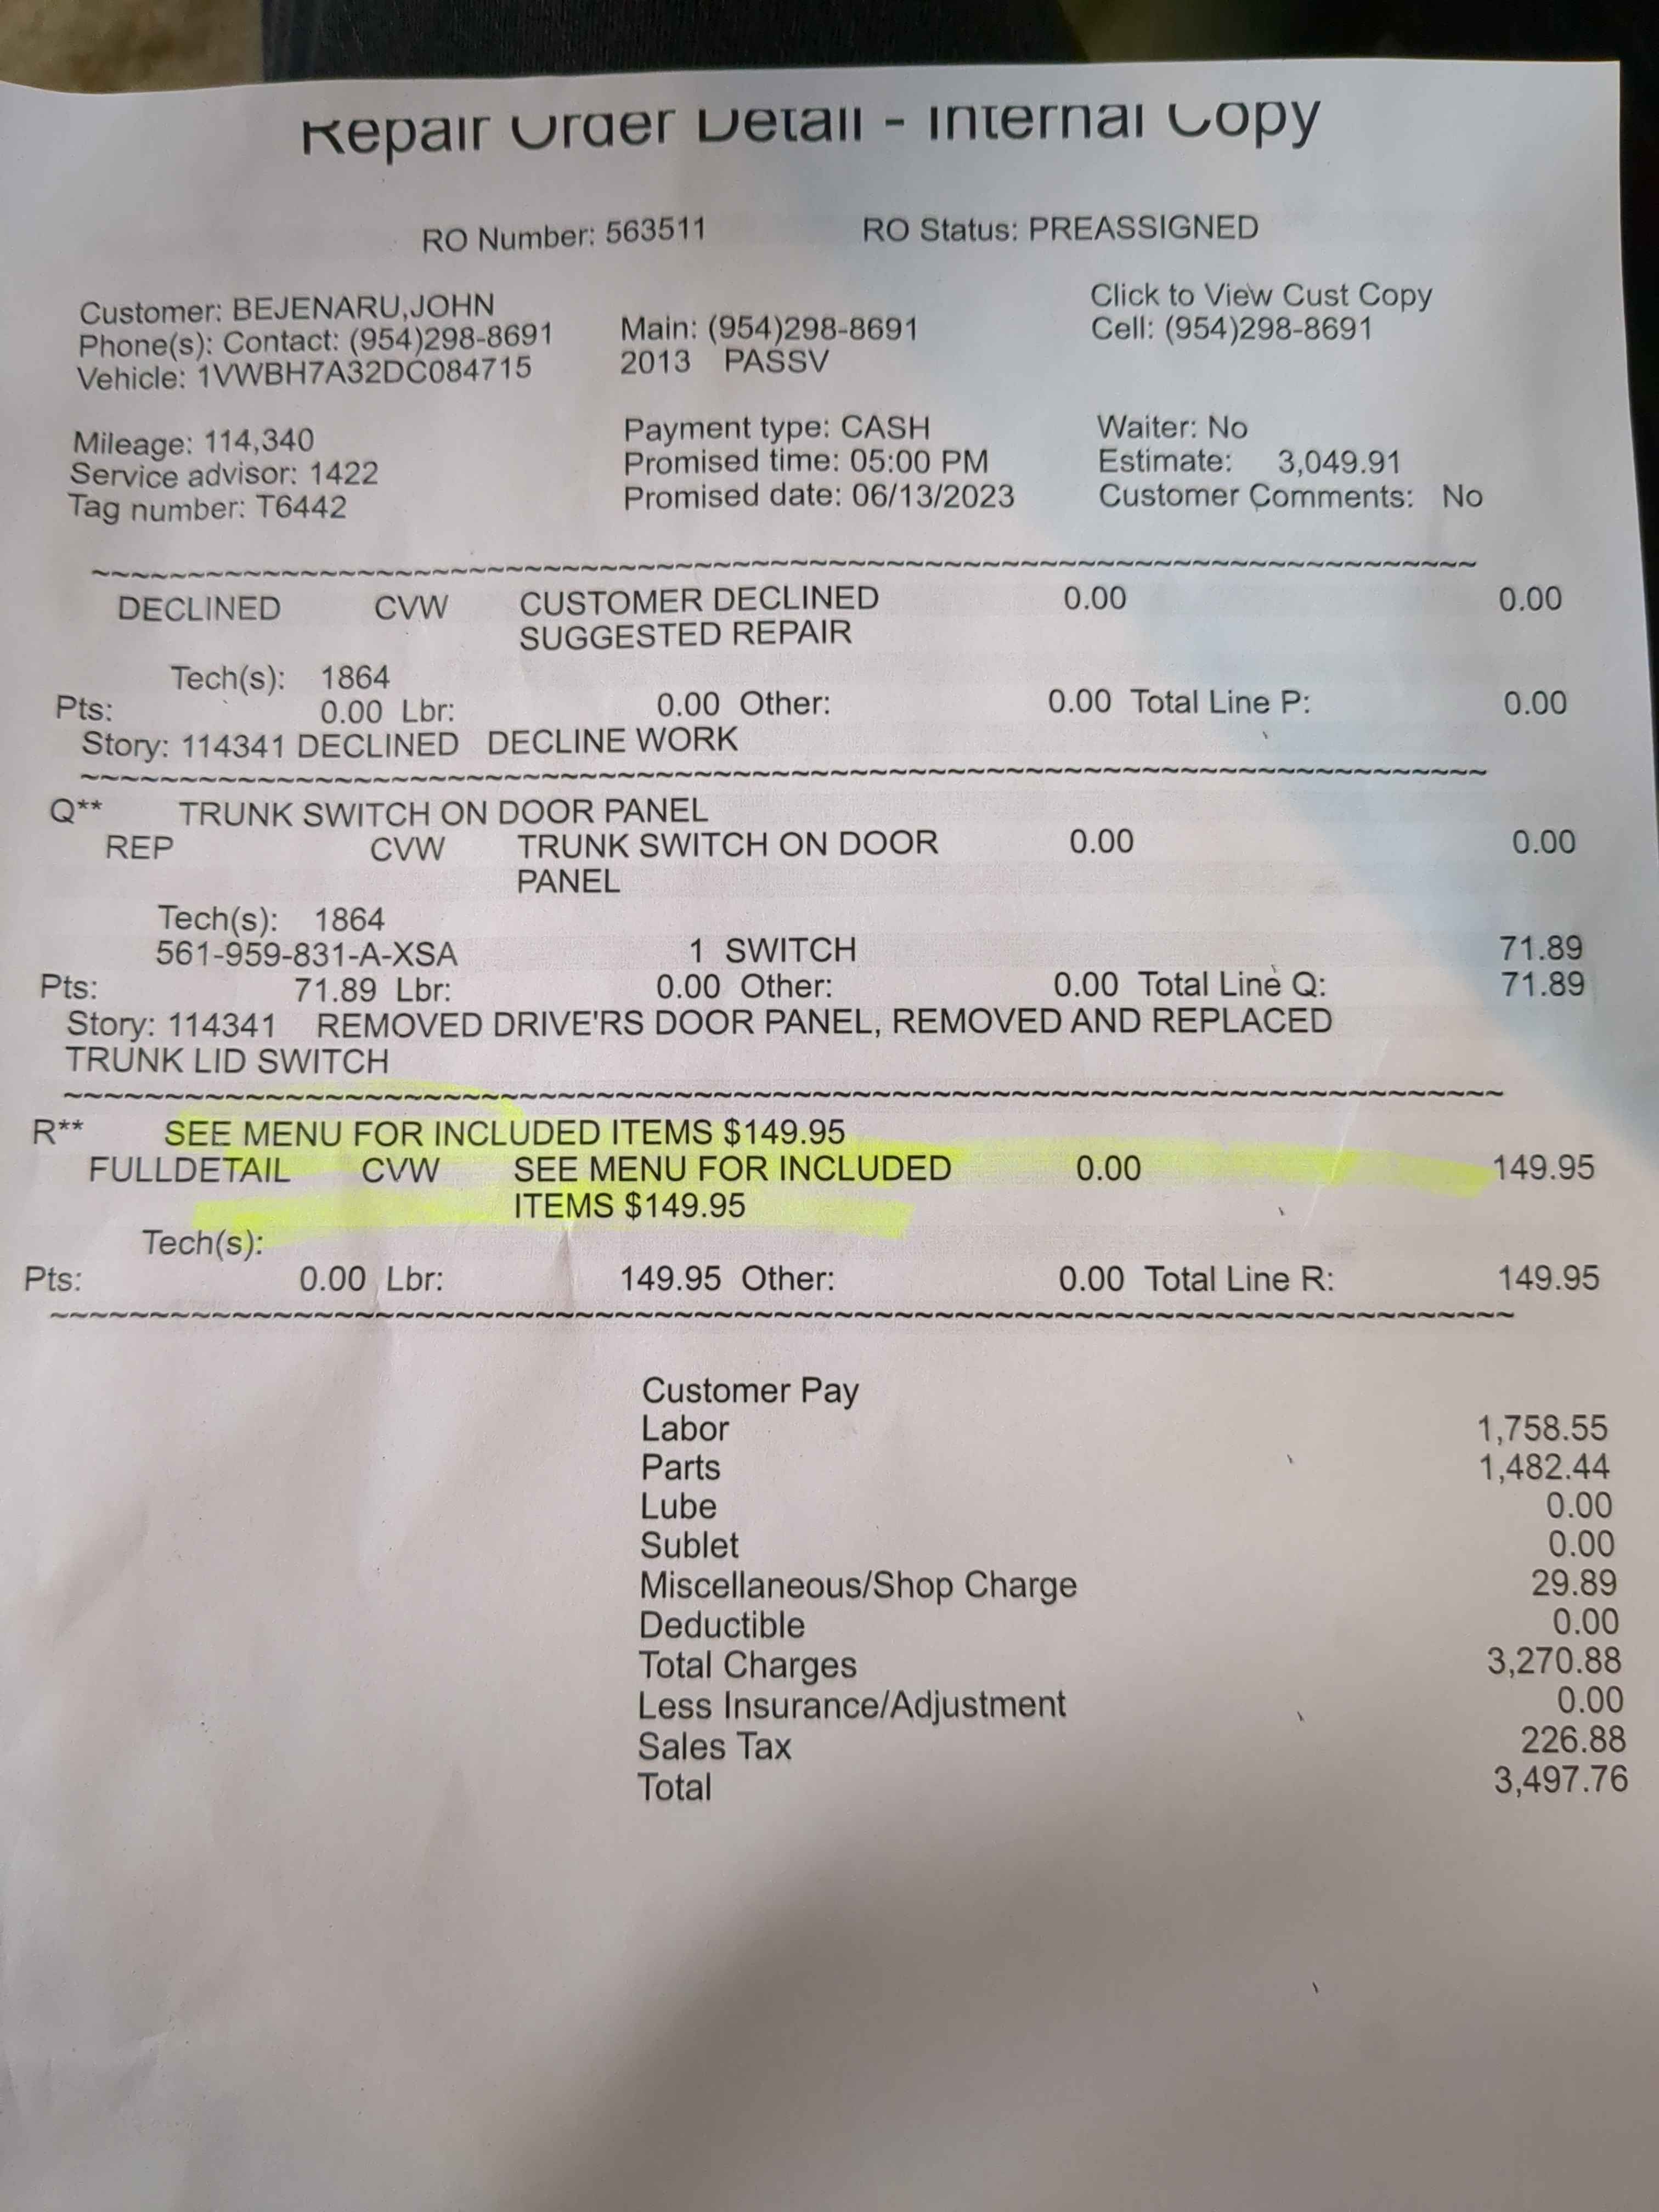 Repair Order Detail - Internal Copy
RO Number: 563511 RO Status: PREASSIGNED
Click to View Cust Copy
Customer: BEJENARU,JOHN
Phone(s): Contact: (954)298-8691 Main: (954)298-8691 Cell: (954)298-8691
Vehicle: 1VWBH7A32DC084715 2013 PASSV
Mileage: 114,340 Payment type: CASH Waiter: No
Service advisor: 1422 Promised time: 05:00 PM Estimate: 3,049.91
Tag number: T6442 Promised date: 06/13/2023 Customer Comments: No
~~~~~~~~~~~~~~~~~~~~~~~~~~~~~~~~~~~~~~~~
DECLINED CVW CUSTOMER DECLINED 0.00 0.00
SUGGESTED REPAIR
Tech(s): 1864
Pts: 0.00 Lbr: 0.00 Other: 0.00 Total Line P: 0.00
Story: 114341 DECLINED DECLINE WORK
~~~~~~~~~~~~~~~~~~~~~~~~~~~~~~~~~~~~~~~~
Q** TRUNK SWITCH ON DOOR PANEL
REP CVW TRUNK SWITCH ON DOOR 0.00 0.00
PANEL
Tech(s): 1864
561-959-831-A-XSA 1 SWITCH 71.89
Pts: 71.89 Lbr: 0.00 Other: 0.00 Total Line Q: 71.89
Story: 114341 REMOVED DRIVE'RS DOOR PANEL, REMOVED AND REPLACED
TRUNK LID SWITCH
~~~~~~~~~~~~~~~~~~~~~~~~~~~~~~~~~~~~~~~~
R** SEE MENU FOR INCLUDED ITEMS $149.95
FULLDETAIL CVW SEE MENU FOR INCLUDED 0.00 149.95
ITEMS $149.95
Tech(s):
Pts: 0.00 Lbr: 149.95 Other: 0.00 Total Line R: 149.95
~~~~~~~~~~~~~~~~~~~~~~~~~~~~~~~~~~~~~~~~
Customer Pay
Labor 1,758.55
Parts 1,482.44
Lube 0.00
Sublet 0.00
Miscellaneous/Shop Charge 29.89
Deductible 0.00
Total Charges 3,270.88
Less Insurance/Adjustment 0.00
Sales Tax 226.88
Total 3,497.76